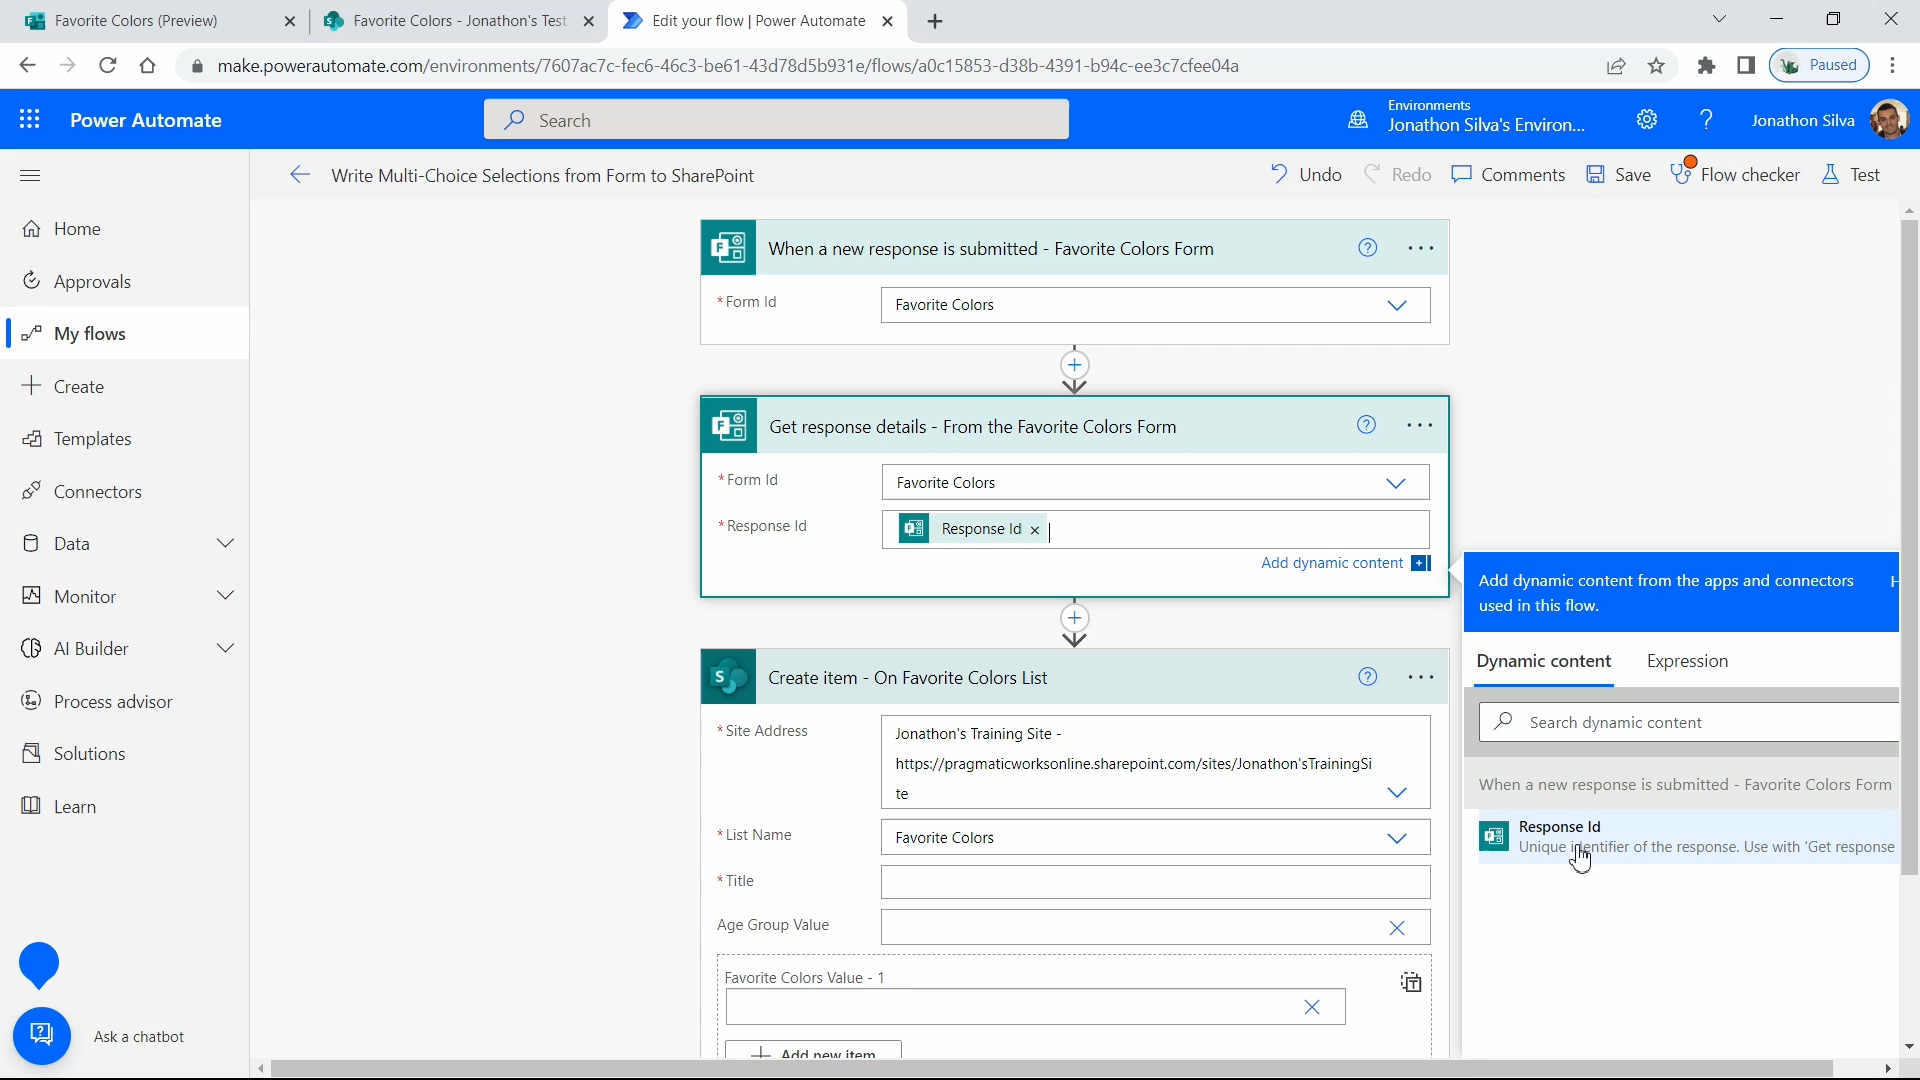 Favorite Colors (Preview)
Favorite Colors - Jonathon's Test
Edit your flow | Power Automate
make.powerautomate.com/environments/7607ac7c-fec6-46c3-be61-43d78d5b931e/flows/a0c15853-d38b-4391-b94c-ee3c7cfee04a
Paused
Power Automate
Search
Environments
Jonathon Silva's Environ...
Jonathon Silva
Write Multi-Choice Selections from Form to SharePoint
Undo
Redo
Comments
Save
Flow checker
Test
Home
Approvals
My flows
Create
Templates
Connectors
Data
Monitor
AI Builder
Process advisor
Solutions
Learn
Ask a chatbot
When a new response is submitted - Favorite Colors Form
* Form Id
Favorite Colors
Get response details - From the Favorite Colors Form
* Form Id
Favorite Colors
* Response Id
Response Id
Add dynamic content
Create item - On Favorite Colors List
* Site Address
Jonathon's Training Site -
https://pragmaticworksonline.sharepoint.com/sites/Jonathon'sTrainingSi
te
* List Name
Favorite Colors
* Title
Age Group Value
Favorite Colors Value - 1
Add new item
Add dynamic content from the apps and connectors
used in this flow.
Dynamic content
Expression
Search dynamic content
When a new response is submitted - Favorite Colors Form
Response Id
Unique identifier of the response. Use with 'Get response